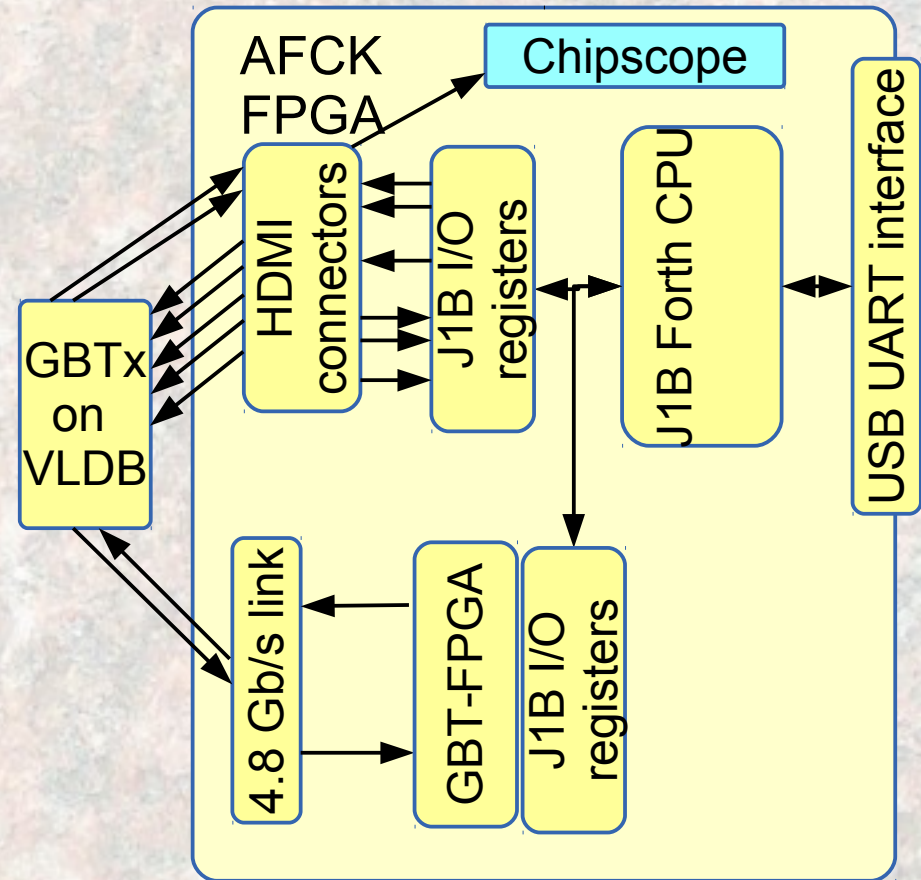 AFCK
FPGA
Chipscope
HDMI
connectors
J1B I/O
registers
J1B Forth CPU
USB UART interface
GBTx
on
VLDB
4.8 Gb/s link
GBT-FPGA
J1B I/O
registers